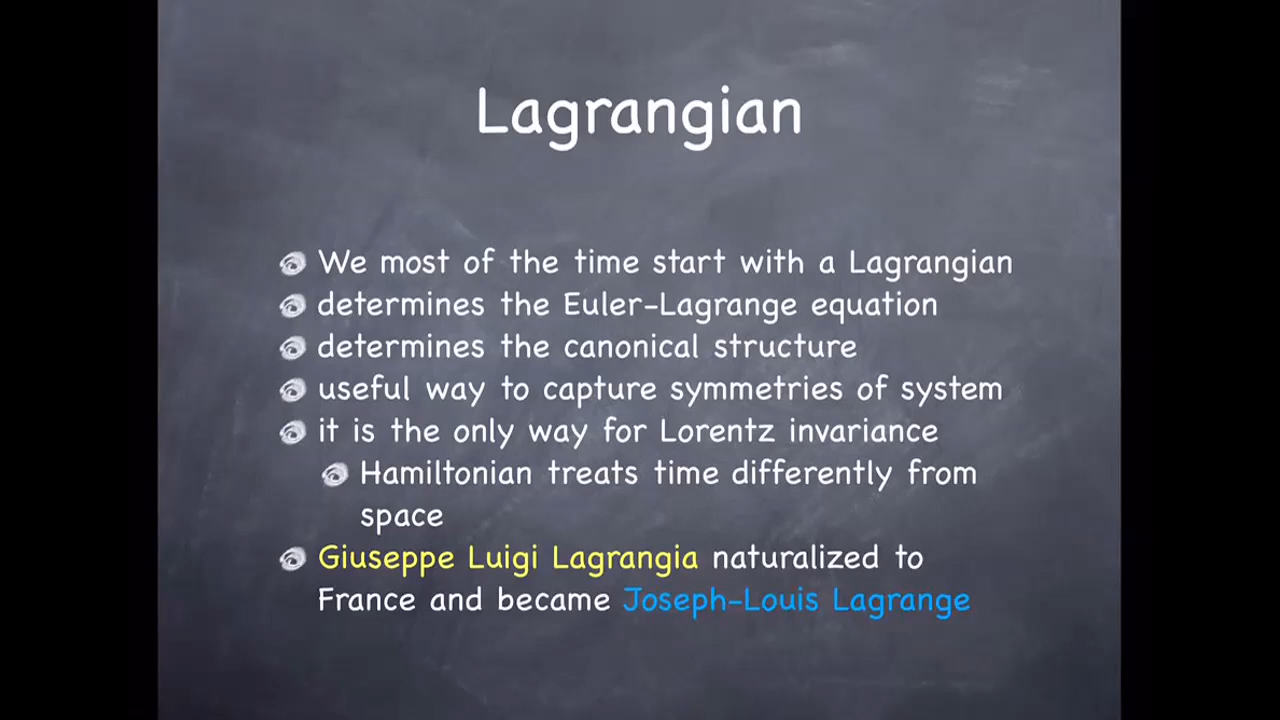 Lagrangian
We most of the time start with a Lagrangian
determines the Euler-Lagrange equation
determines the canonical structure
useful way to capture symmetries of system
it is the only way for Lorentz invariance
Hamiltonian treats time differently from
space
Giuseppe Luigi Lagrangia naturalized to
France and became Joseph-Louis Lagrange